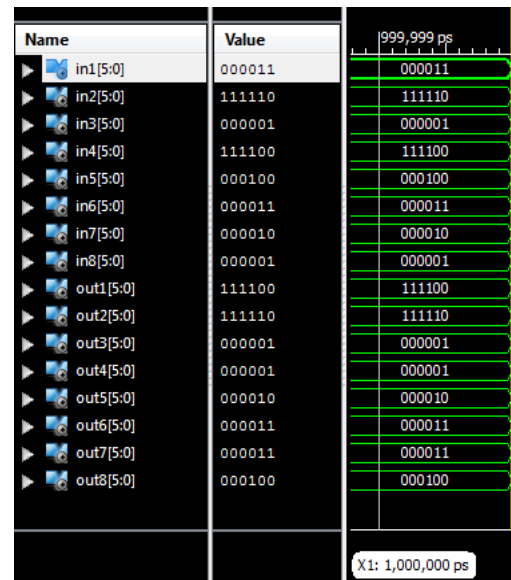 Name Value 999,999 ps
in1[5:0] 000011 000011
in2[5:0] 111110 111110
in3[5:0] 000001 000001
in4[5:0] 111100 111100
in5[5:0] 000100 000100
in6[5:0] 000011 000011
in7[5:0] 000010 000010
in8[5:0] 000001 000001
out1[5:0] 111100 111100
out2[5:0] 111110 111110
out3[5:0] 000001 000001
out4[5:0] 000001 000001
out5[5:0] 000010 000010
out6[5:0] 000011 000011
out7[5:0] 000011 000011
out8[5:0] 000100 000100
X1: 1,000,000 ps